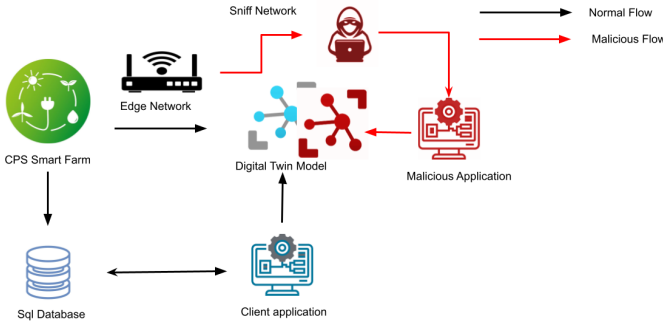 Sniff Network
Normal Flow
Malicious Flow
Edge Network
CPS Smart Farm
Digital Twin Model
Malicious Application
Sql Database
Client application